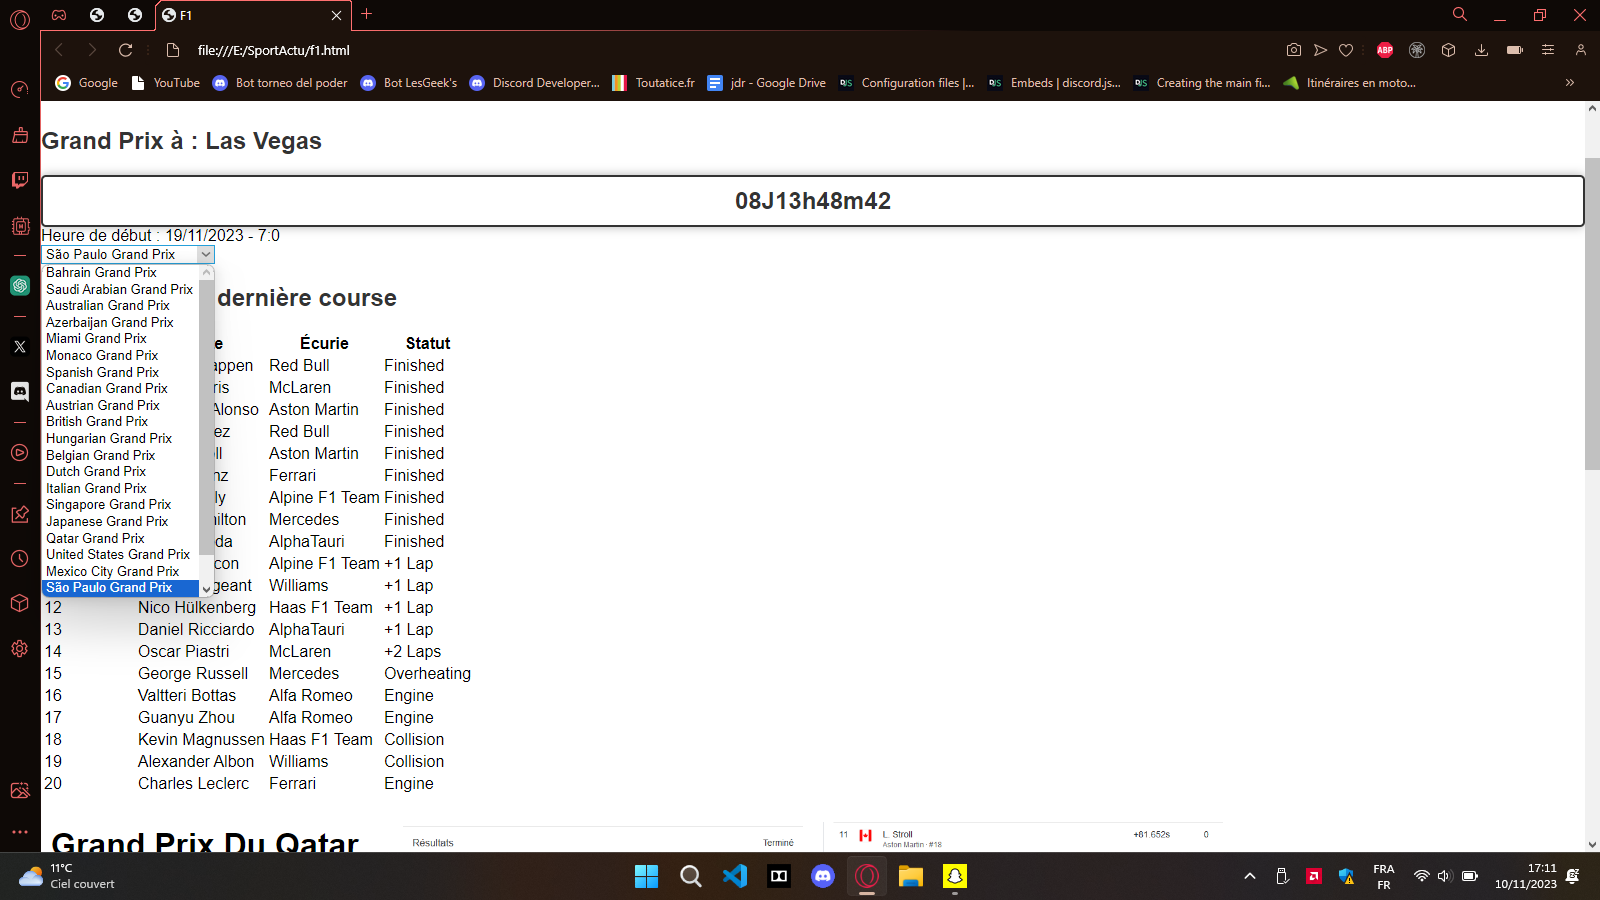 F1
file:///E:/SportActu/f1.html
ABP
Google
YouTube
Bot torneo del poder
Bot LesGeek's
Discord Developer...
Toutatice.fr
jdr - Google Drive
DJS
Configuration files |...
DJS
Embeds | discord.js...
DJS
Creating the main fi...
Itinéraires en moto...
»
Grand Prix à : Las Vegas
08J13h48m42
Heure de début : 19/11/2023 - 7:0
São Paulo Grand Prix
Bahrain Grand Prix
Saudi Arabian Grand Prix
Australian Grand Prix
Azerbaijan Grand Prix
Miami Grand Prix
Monaco Grand Prix
Spanish Grand Prix
Canadian Grand Prix
Austrian Grand Prix
British Grand Prix
Hungarian Grand Prix
Belgian Grand Prix
Dutch Grand Prix
Italian Grand Prix
Singapore Grand Prix
Japanese Grand Prix
Qatar Grand Prix
United States Grand Prix
Mexico City Grand Prix
São Paulo Grand Prix
dernière course
e Écurie Statut
appen Red Bull Finished
ris McLaren Finished
Alonso Aston Martin Finished
ez Red Bull Finished
ll Aston Martin Finished
nz Ferrari Finished
ly Alpine F1 Team Finished
ilton Mercedes Finished
da AlphaTauri Finished
con Alpine F1 Team +1 Lap
geant Williams +1 Lap
12 Nico Hülkenberg Haas F1 Team +1 Lap
13 Daniel Ricciardo AlphaTauri +1 Lap
14 Oscar Piastri McLaren +2 Laps
15 George Russell Mercedes Overheating
16 Valtteri Bottas Alfa Romeo Engine
17 Guanyu Zhou Alfa Romeo Engine
18 Kevin Magnussen Haas F1 Team Collision
19 Alexander Albon Williams Collision
20 Charles Leclerc Ferrari Engine
Grand Prix Du Qatar
Résultats Terminé
11 L. Stroll +81.652s 0
Aston Martin · #18
11°C
Ciel couvert
FRA
FR
17:11
10/11/2023